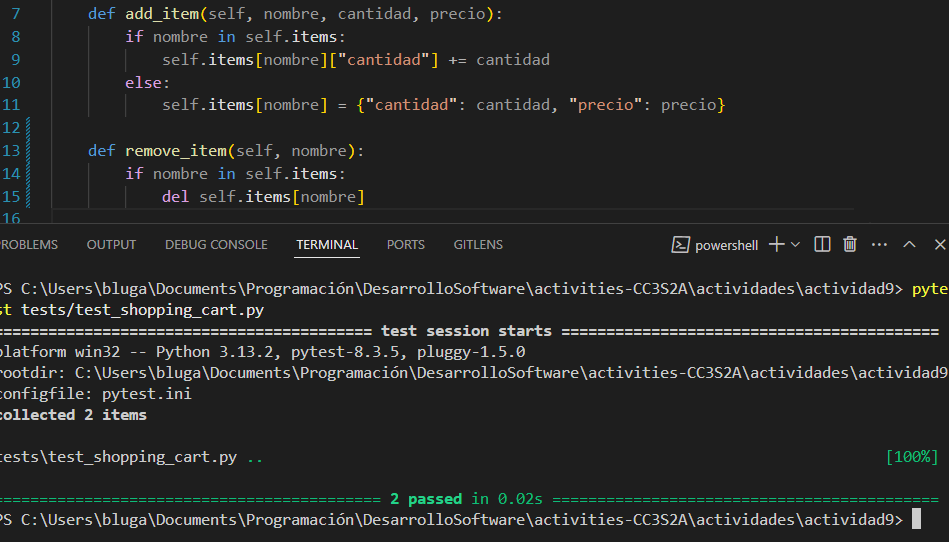 7 def add_item(self, nombre, cantidad, precio):
8 if nombre in self.items:
9 self.items[nombre]["cantidad"] += cantidad
10 else:
11 self.items[nombre] = {"cantidad": cantidad, "precio": precio}
12
13 def remove_item(self, nombre):
14 if nombre in self.items:
15 del self.items[nombre]
16
ROBLEMS OUTPUT DEBUG CONSOLE TERMINAL PORTS GITLENS powershell
PS C:\Users\bluga\Documents\Programación\DesarrolloSoftware\activities-CC3S2A\actividades\actividad9> pyte
st tests/test_shopping_cart.py
========================================= test session starts =========================================
platform win32 -- Python 3.13.2, pytest-8.3.5, pluggy-1.5.0
rootdir: C:\Users\bluga\Documents\Programación\DesarrolloSoftware\activities-CC3S2A\actividades\actividad9
configfile: pytest.ini
collected 2 items
tests\test_shopping_cart.py .. [100%]
========================================== 2 passed in 0.02s ==========================================
PS C:\Users\bluga\Documents\Programación\DesarrolloSoftware\activities-CC3S2A\actividades\actividad9>